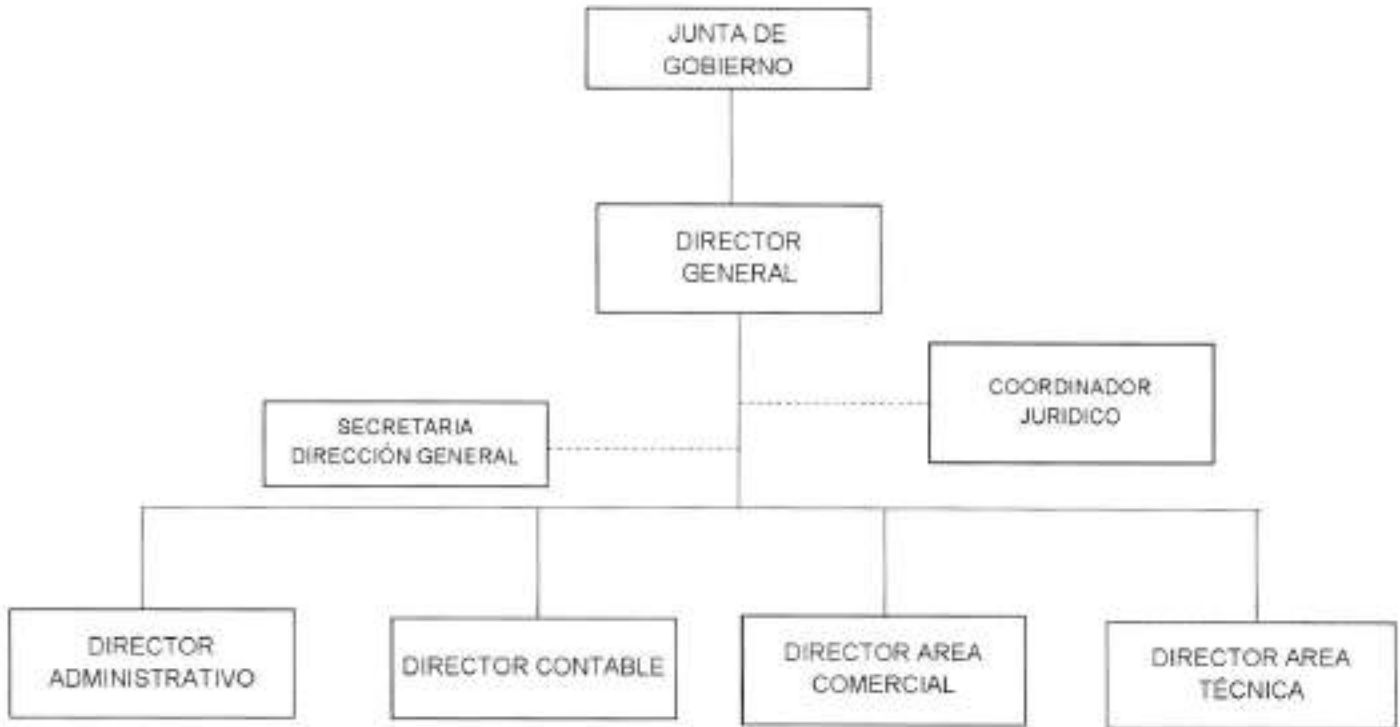 JUNTA DE
GOBIERNO
DIRECTOR
GENERAL
COORDINADOR
JURIDICO
SECRETARIA
DIRECCIÓN GENERAL
DIRECTOR
ADMINISTRATIVO
DIRECTOR CONTABLE
DIRECTOR AREA
COMERCIAL
DIRECTOR AREA
TÉCNICA